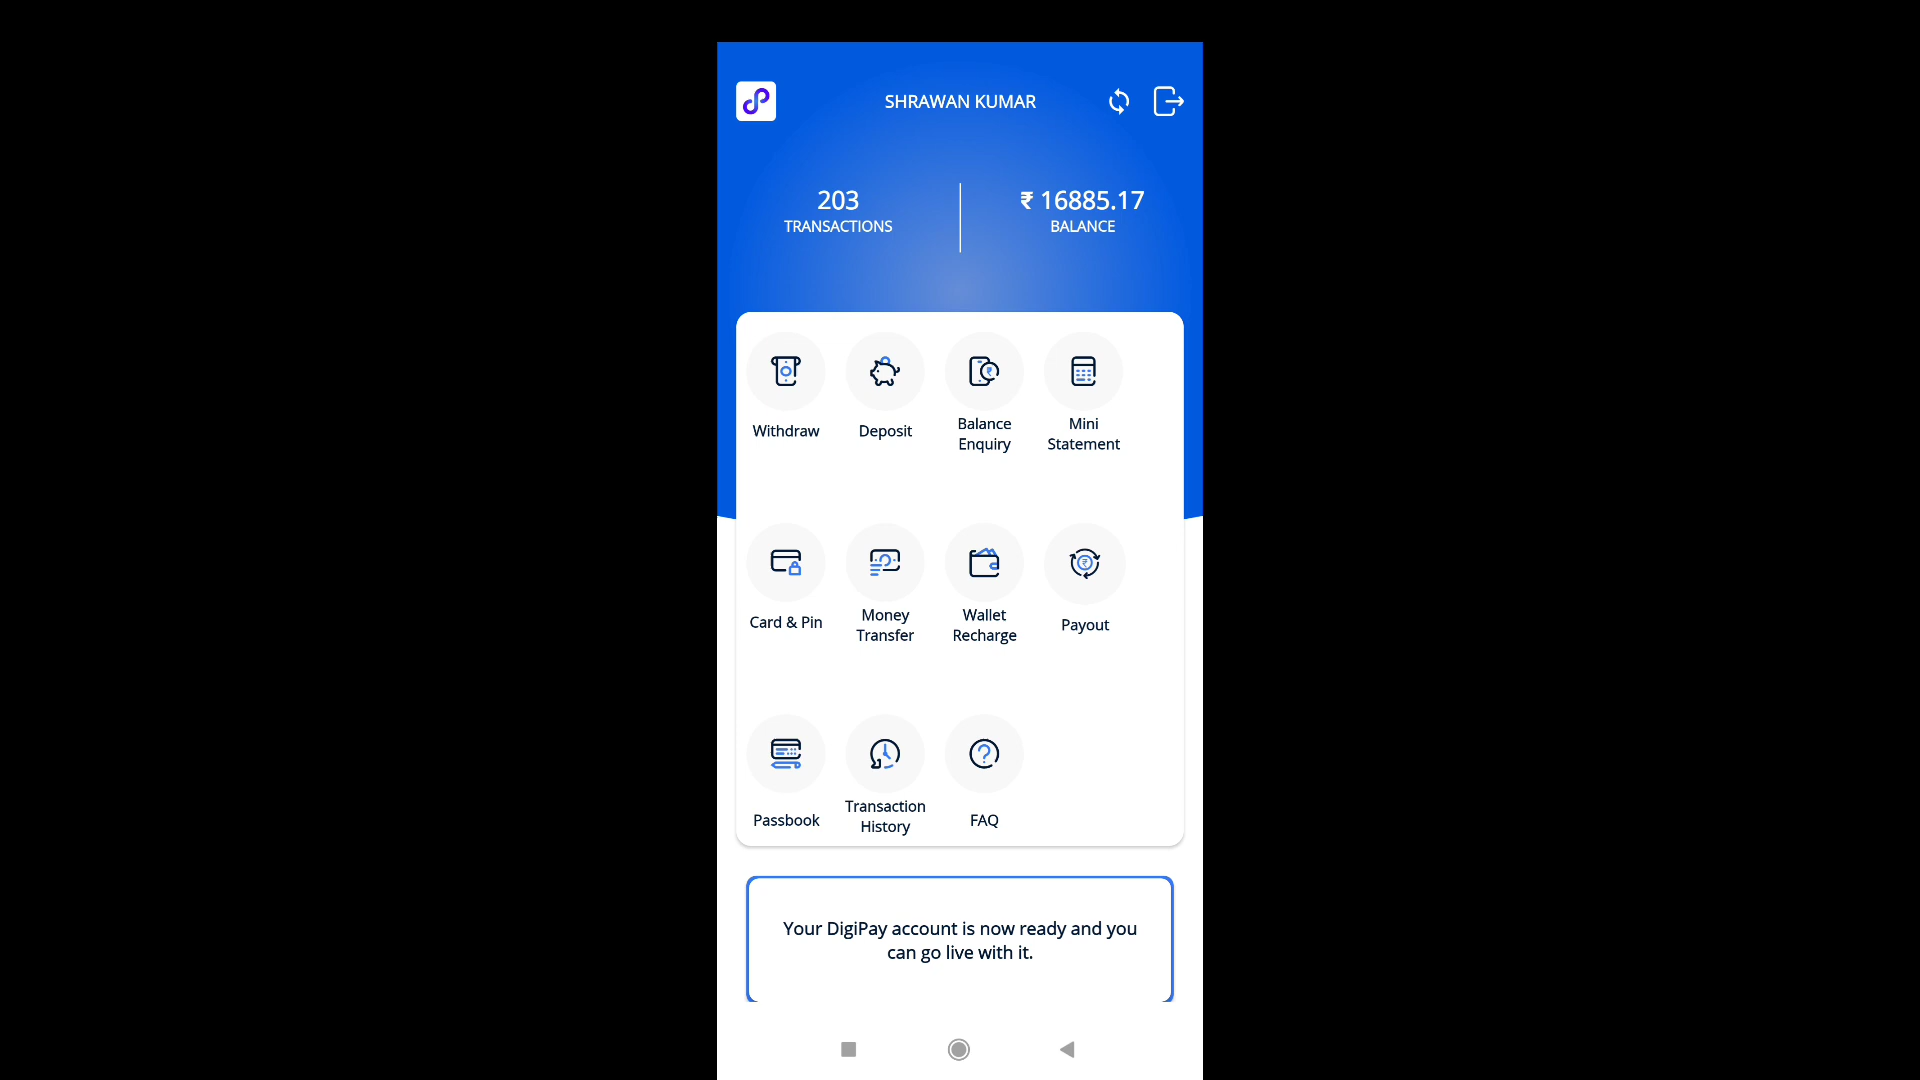 SHRAWAN KUMAR
203
TRANSACTIONS
₹ 16885.17
BALANCE
Withdraw
Deposit
Balance
Enquiry
Mini
Statement
Card & Pin
Money
Transfer
Wallet
Recharge
Payout
Passbook
Transaction
History
FAQ
Your DigiPay account is now ready and you
can go live with it.